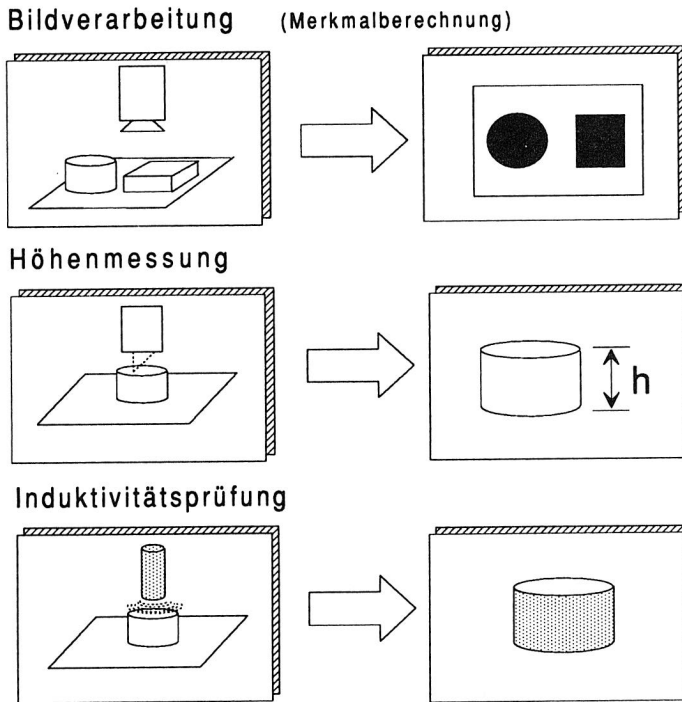 Bildverarbeitung (Merkmalberechnung)
Höhenmessung
h
Induktivitätsprüfung